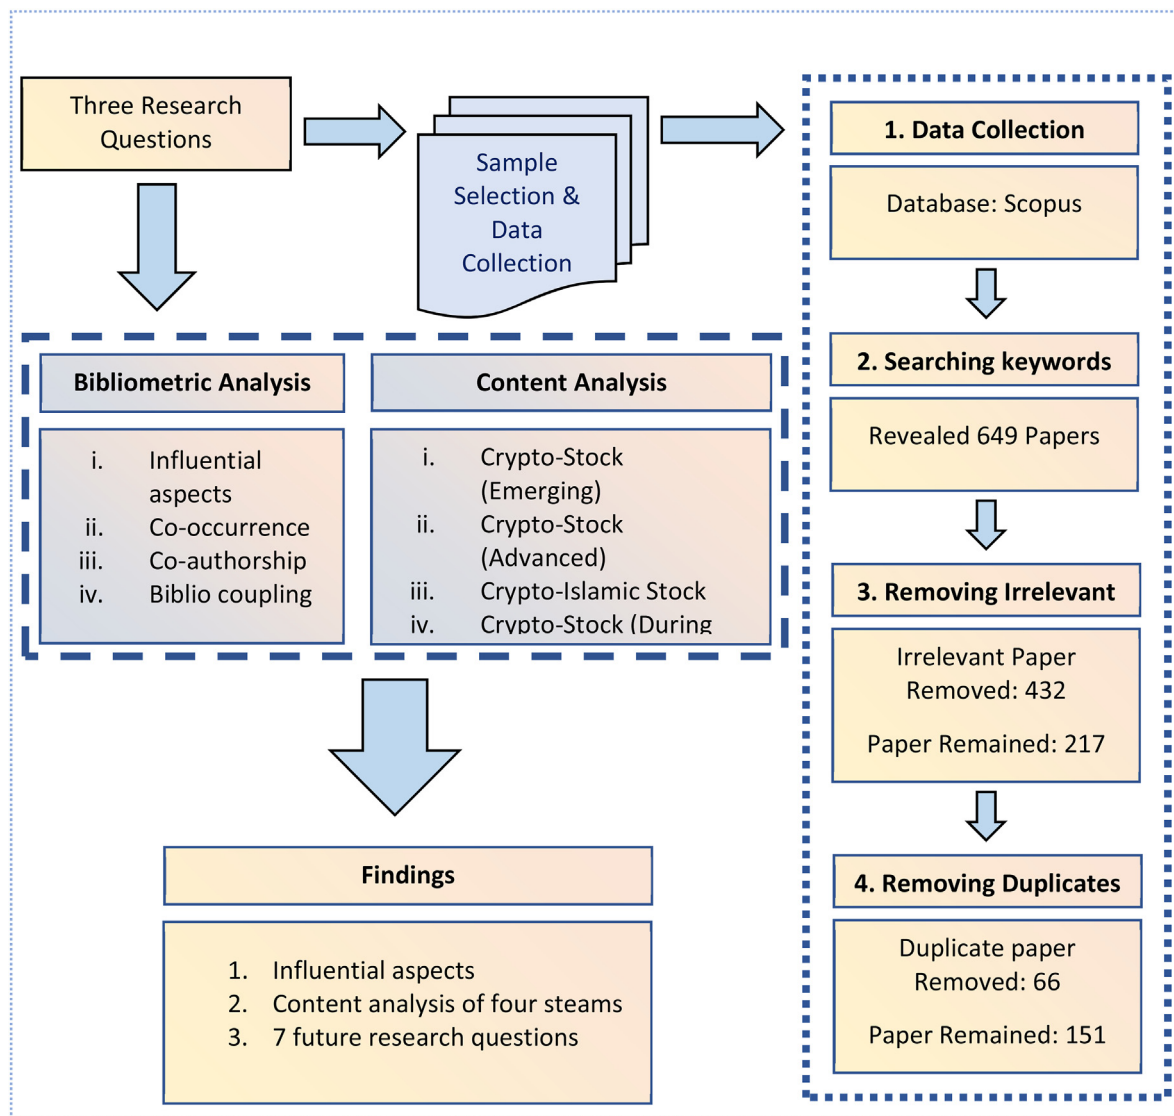 Three Research
Questions
Sample
Selection &
Data
Collection
1. Data Collection
Database: Scopus
2. Searching keywords
Revealed 649 Papers
3. Removing Irrelevant
Irrelevant Paper
Removed: 432
Paper Remained: 217
4. Removing Duplicates
Duplicate paper
Removed: 66
Paper Remained: 151
Bibliometric Analysis
i. Influential
aspects
ii. Co-occurrence
iii. Co-authorship
iv. Biblio coupling
Content Analysis
i. Crypto-Stock
(Emerging)
ii. Crypto-Stock
(Advanced)
iii. Crypto-Islamic Stock
iv. Crypto-Stock (During
Findings
1. Influential aspects
2. Content analysis of four steams
3. 7 future research questions